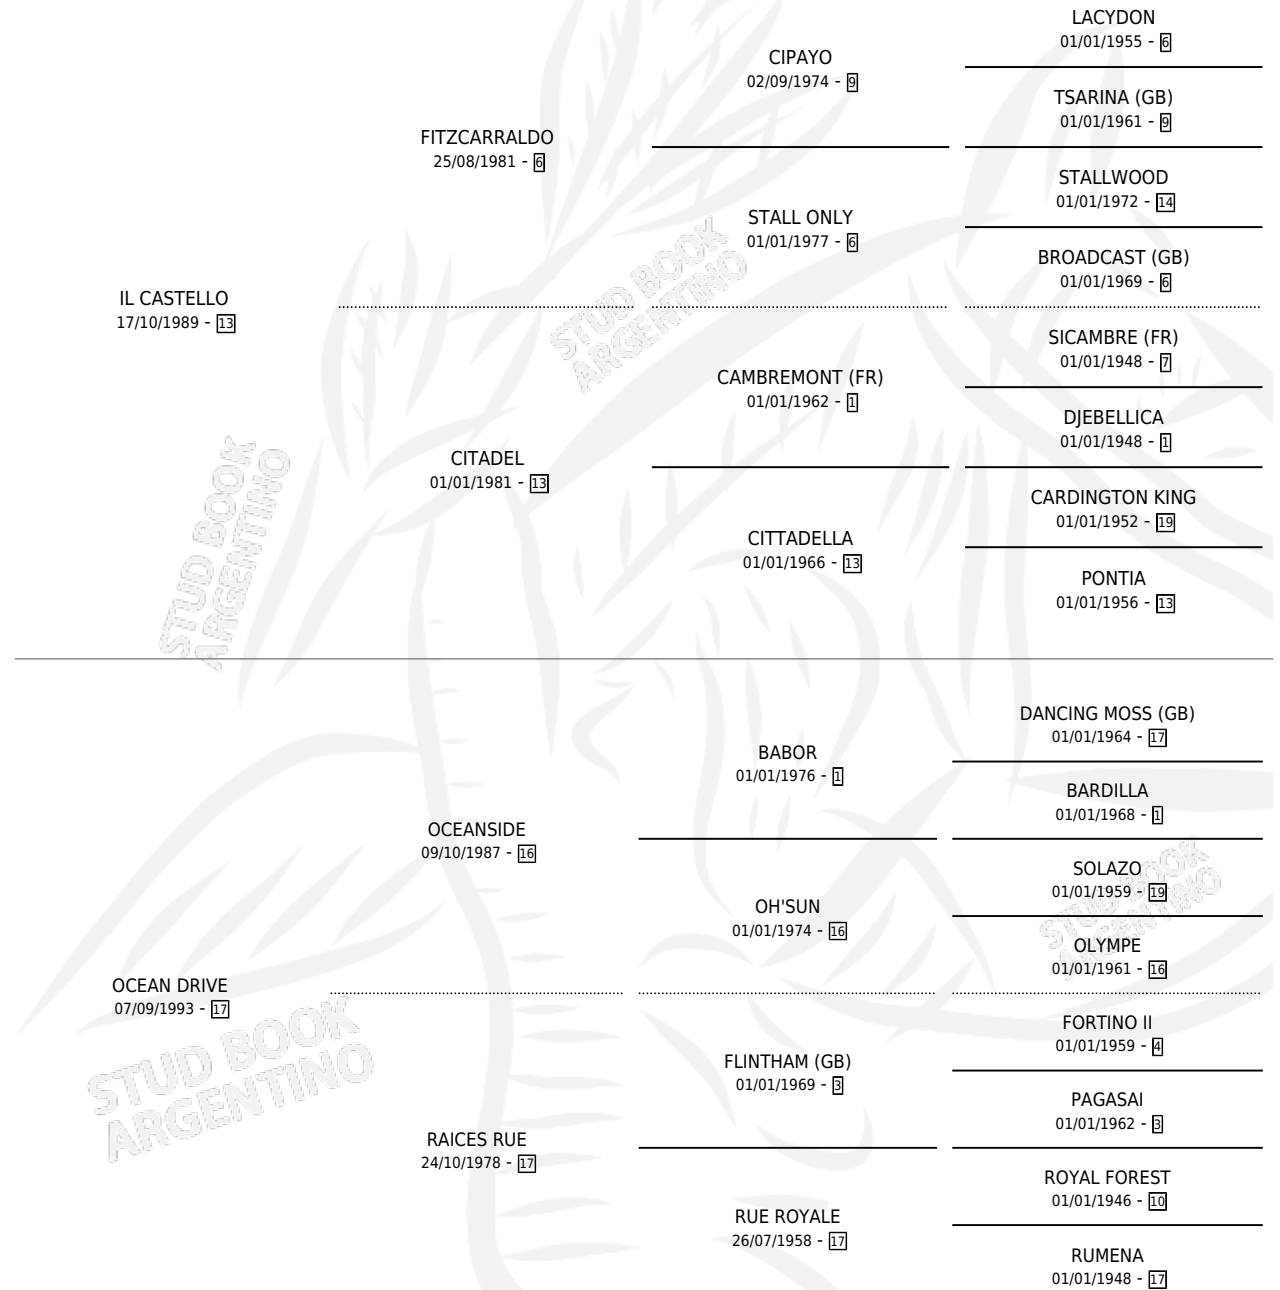 LACYDON
01/01/1955 - 6
CIPAYO
02/09/1974 - 9
TSARINA (GB)
01/01/1961 - 9
FITZCARRALDO
25/08/1981 - 6
STALLWOOD
01/01/1972 - 14
STALL ONLY
01/01/1977 - 6
BROADCAST (GB)
01/01/1969 - 6
IL CASTELLO
17/10/1989 - 13
SICAMBRE (FR)
01/01/1948 - 7
CAMBREMONT (FR)
01/01/1962 - 1
DJEBELLICA
01/01/1948 - 1
CITADEL
01/01/1981 - 13
CARDINGTON KING
01/01/1952 - 19
CITTADELLA
01/01/1966 - 13
PONTIA
01/01/1956 - 13
DANCING MOSS (GB)
01/01/1964 - 17
BABOR
01/01/1976 - 1
BARDILLA
01/01/1968 - 1
OCEANSIDE
09/10/1987 - 16
SOLAZO
01/01/1959 - 19
OH'SUN
01/01/1974 - 16
OLYMPE
01/01/1961 - 16
OCEAN DRIVE
07/09/1993 - 17
FORTINO II
01/01/1959 - 4
FLINTHAM (GB)
01/01/1969 - 3
PAGASAI
01/01/1962 - 3
RAICES RUE
24/10/1978 - 17
ROYAL FOREST
01/01/1946 - 10
RUE ROYALE
26/07/1958 - 17
RUMENA
01/01/1948 - 17
STUD BOOK
ARGENTINO
STUD BOOK
ARGENTINO
STUD BOOK
ARGENTINO
STUD BOOK
ARGENTINO